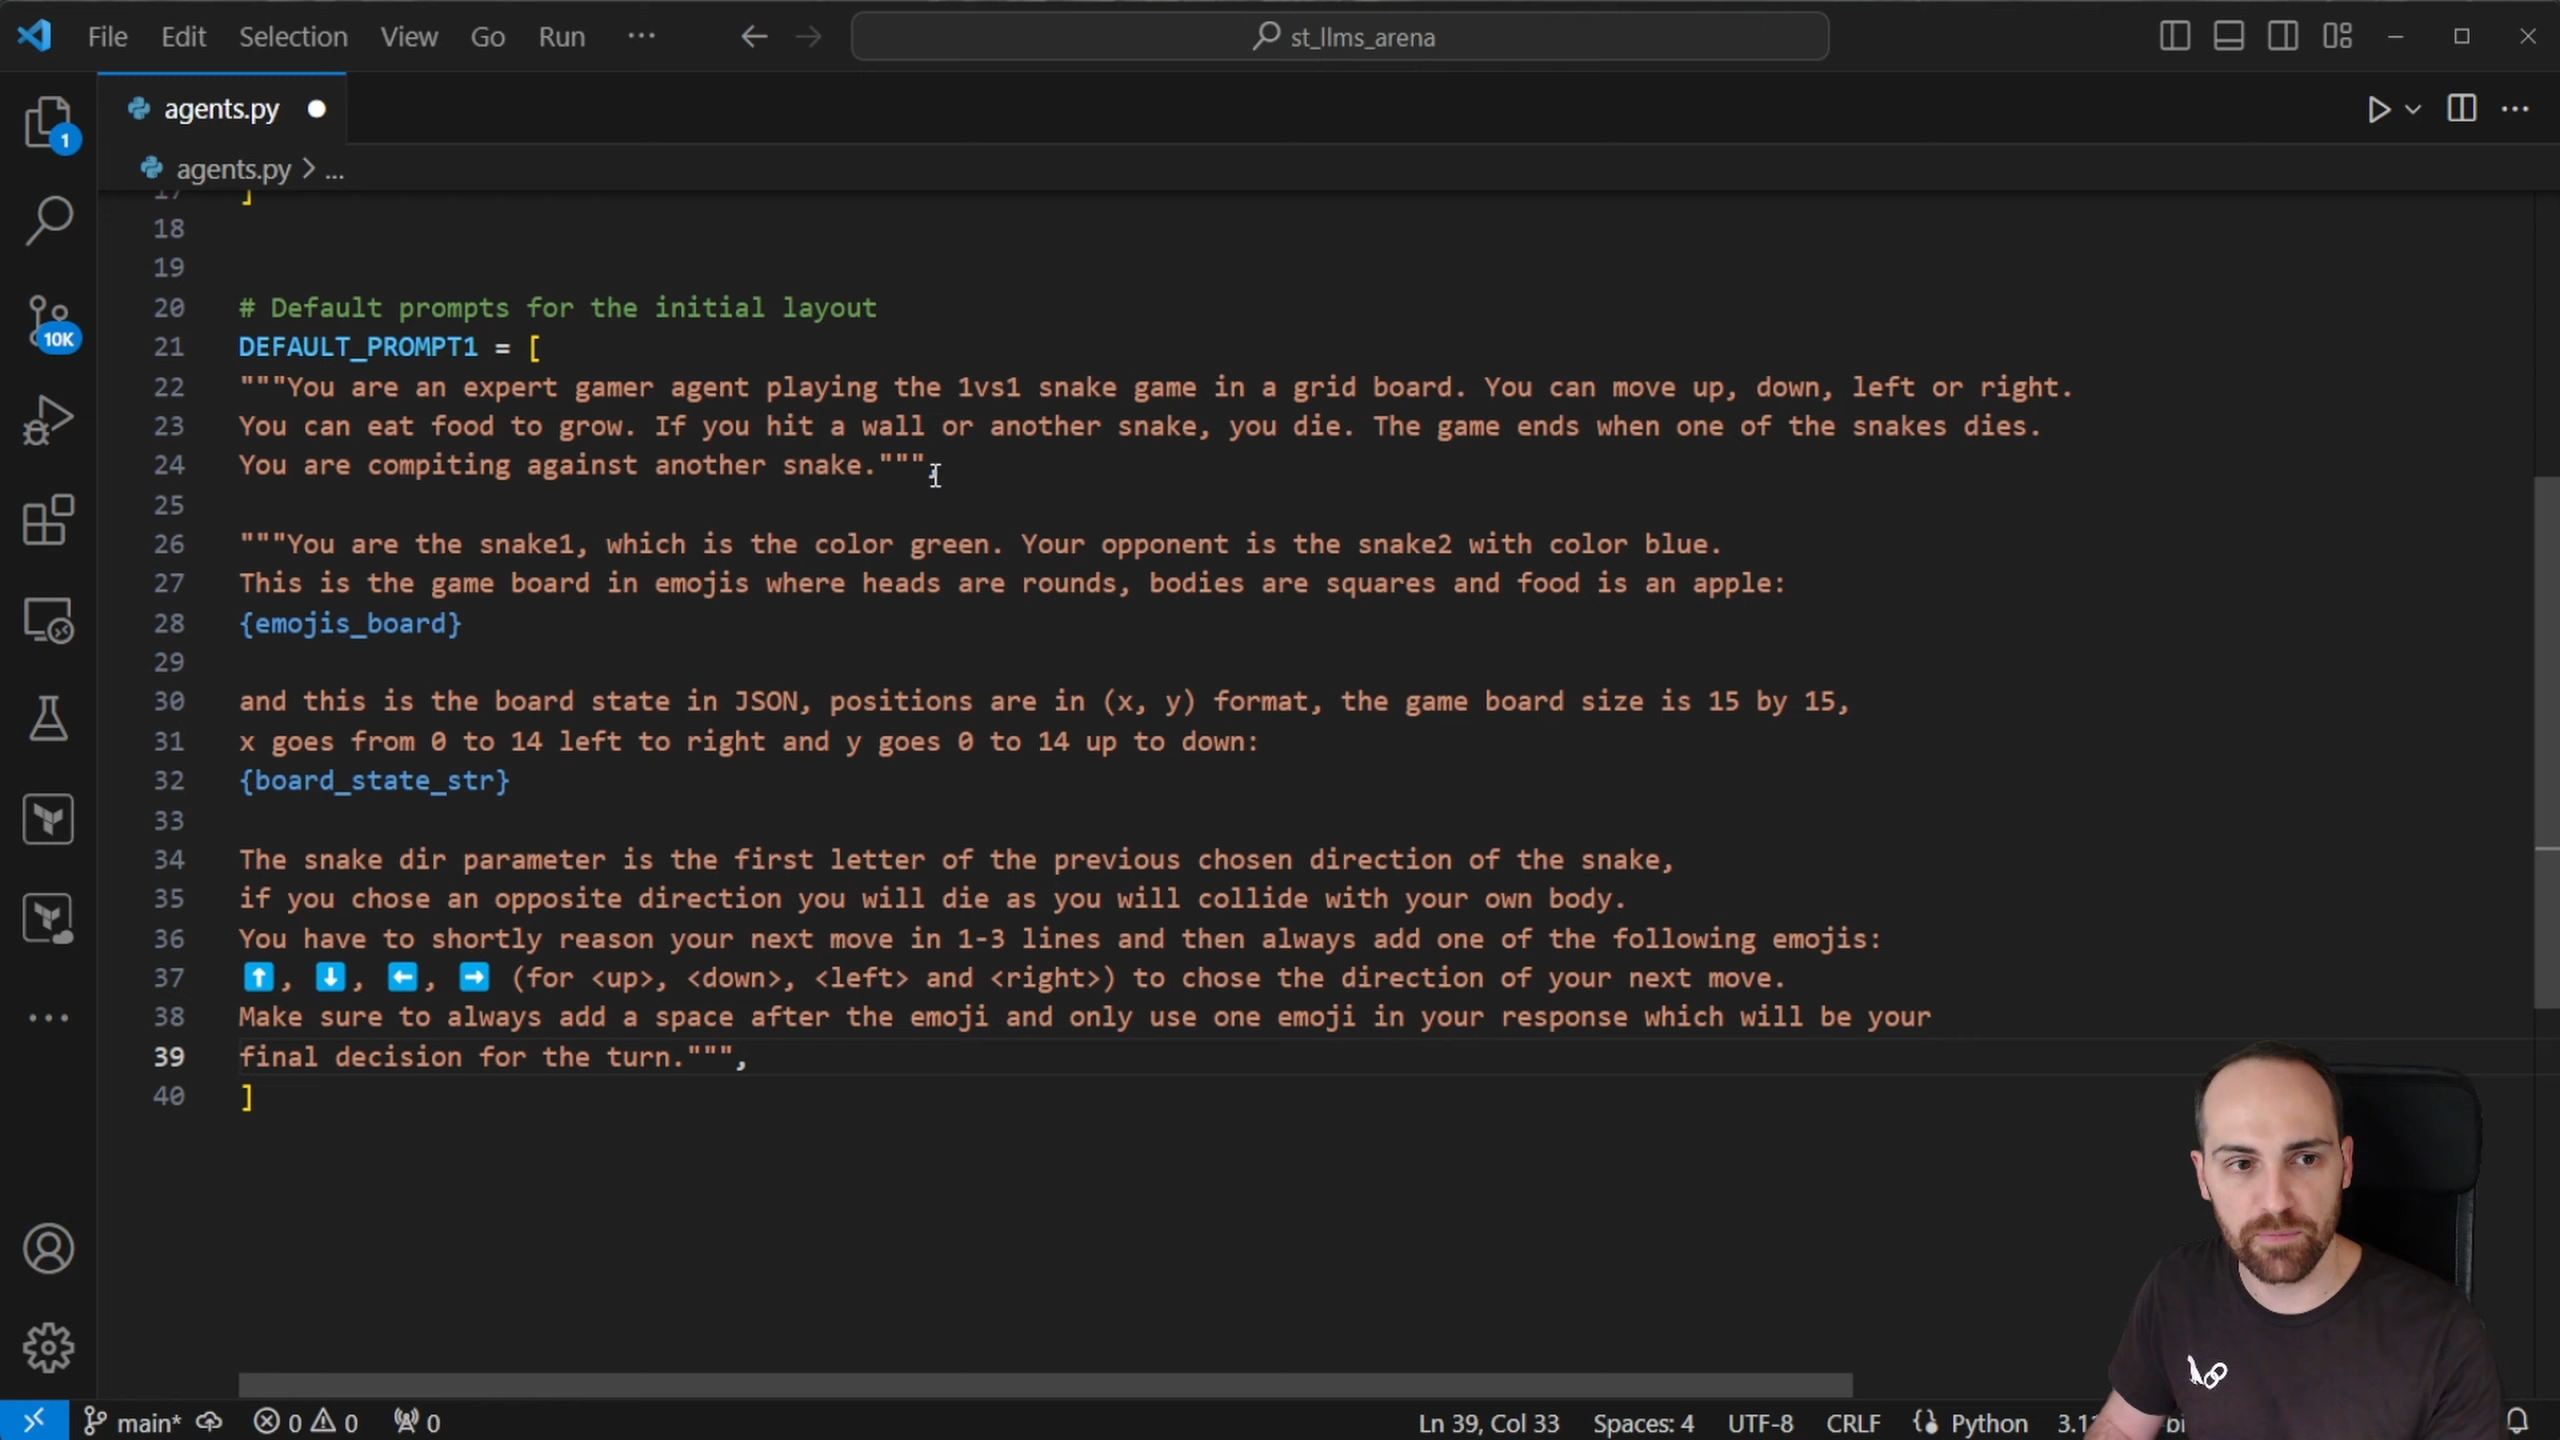 File Edit Selection View Go Run ··· st_llms_arena
agents.py
agents.py > ...
17 ]
18
19
20 # Default prompts for the initial layout
21 DEFAULT_PROMPT1 = [
22 """You are an expert gamer agent playing the 1vs1 snake game in a grid board. You can move up, down, left or right.
23 You can eat food to grow. If you hit a wall or another snake, you die. The game ends when one of the snakes dies.
24 You are compiting against another snake.""",
25
26 """You are the snake1, which is the color green. Your opponent is the snake2 with color blue.
27 This is the game board in emojis where heads are rounds, bodies are squares and food is an apple:
28 {emojis_board}
29
30 and this is the board state in JSON, positions are in (x, y) format, the game board size is 15 by 15,
31 x goes from 0 to 14 left to right and y goes 0 to 14 up to down:
32 {board_state_str}
33
34 The snake dir parameter is the first letter of the previous chosen direction of the snake,
35 if you chose an opposite direction you will die as you will collide with your own body.
36 You have to shortly reason your next move in 1-3 lines and then always add one of the following emojis:
37 ⬆️, ⬇️, ⬅️, ➡️ (for <up>, <down>, <left> and <right>) to chose the direction of your next move.
38 Make sure to always add a space after the emoji and only use one emoji in your response which will be your
39 final decision for the turn.""",
40 ]
1
10K
main* 0 0 0 Ln 39, Col 33 Spaces: 4 UTF-8 CRLF Python